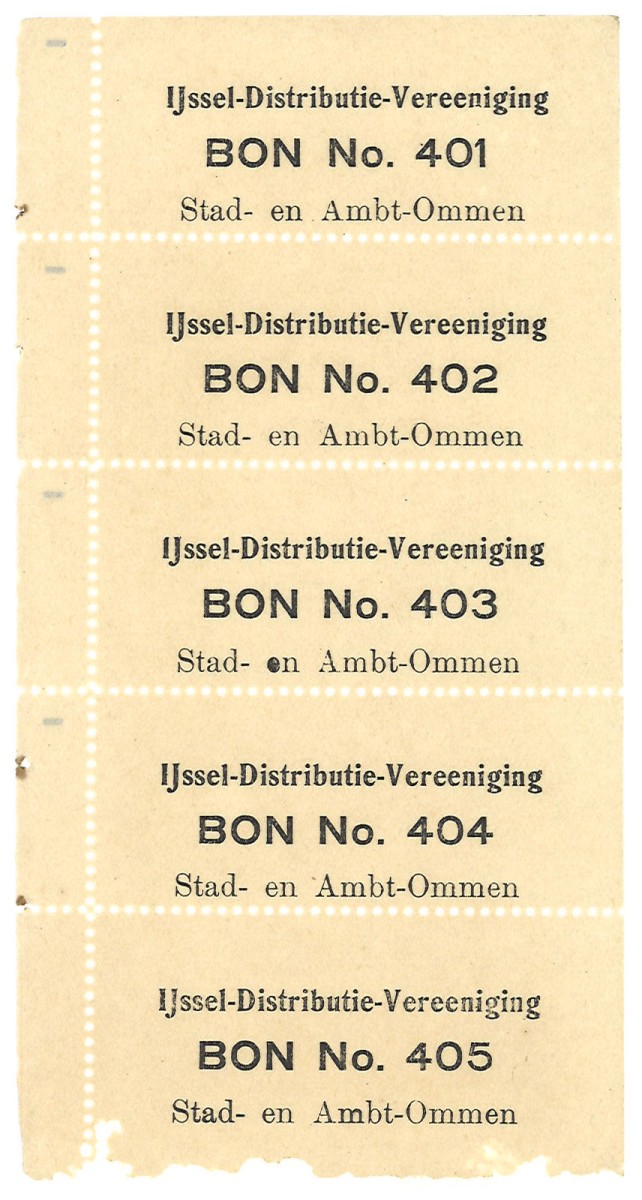 IJssel-Distributie-Vereeniging
BON No. 401
Stad- en Ambt-Ommen
IJssel-Distributie-Vereeniging
BON No. 402
Stad- en Ambt-Ommen
IJssel-Distributie-Vereeniging
BON No. 403
Stad- en Ambt-Ommen
IJssel-Distributie-Vereeniging
BON No. 404
Stad- en Ambt-Ommen
IJssel-Distributie-Vereeniging
BON No. 405
Stad- en Ambt-Ommen